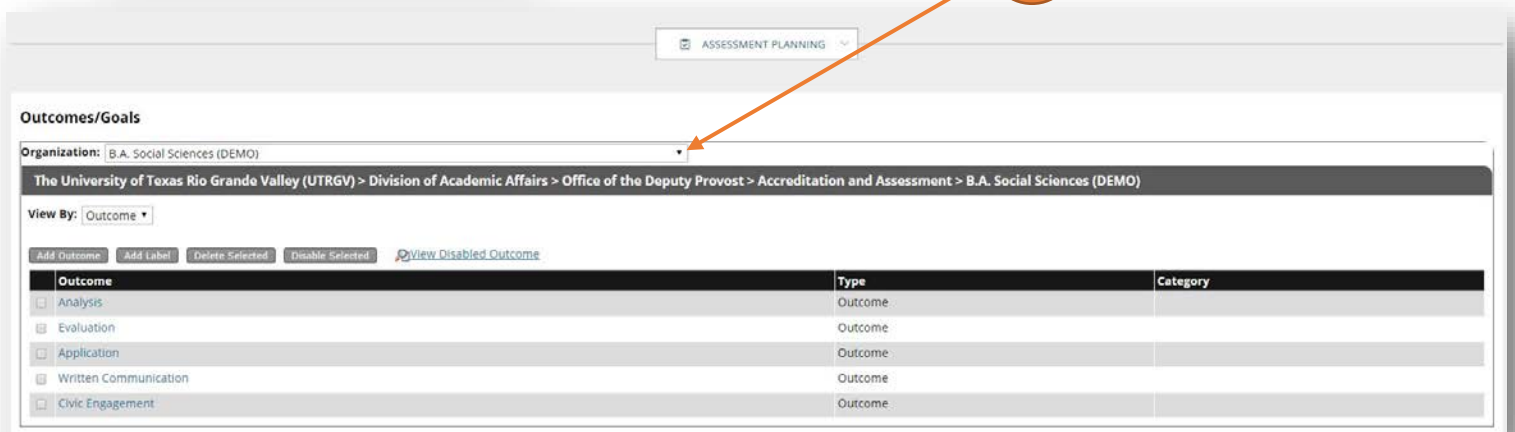 ASSESSMENT PLANNING
Outcomes/Goals
Organization: B.A. Social Sciences (DEMO)
The University of Texas Rio Grande Valley (UTRGV) > Division of Academic Affairs > Office of the Deputy Provost > Accreditation and Assessment > B.A. Social Sciences (DEMO)
View By: Outcome
Add Outcome Add Label Delete Selected Disable Selected View Disabled Outcome
Outcome Type Category
Analysis Outcome
Evaluation Outcome
Application Outcome
Written Communication Outcome
Civic Engagement Outcome